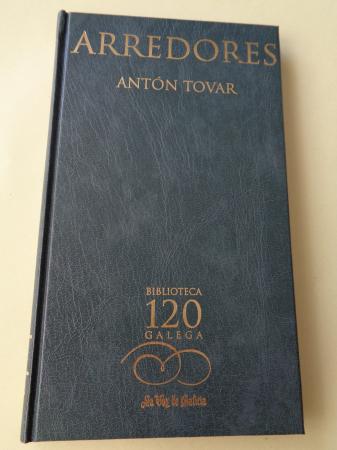 ARREDORES
ANTÓN TOVAR
BIBLIOTECA
120
GALEGA
La Voz de Galicia